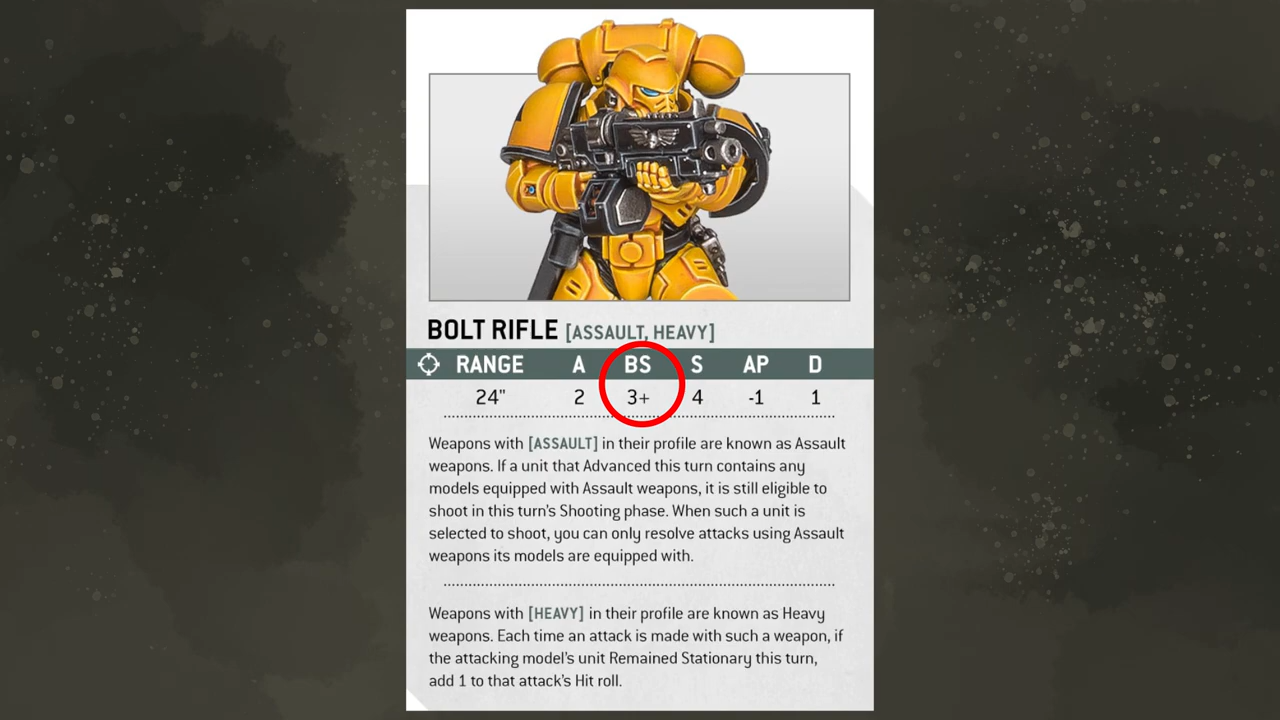 BOLT RIFLE [ASSAULT, HEAVY]
RANGE A BS S AP D
24" 2 3+ 4 -1 1
Weapons with [ASSAULT] in their profile are known as Assault
weapons. If a unit that Advanced this turn contains any
models equipped with Assault weapons, it is still eligible to
shoot in this turn's Shooting phase. When such a unit is
selected to shoot, you can only resolve attacks using Assault
weapons its models are equipped with.
Weapons with [HEAVY] in their profile are known as Heavy
weapons. Each time an attack is made with such a weapon, if
the attacking model's unit Remained Stationary this turn,
add 1 to that attack's Hit roll.